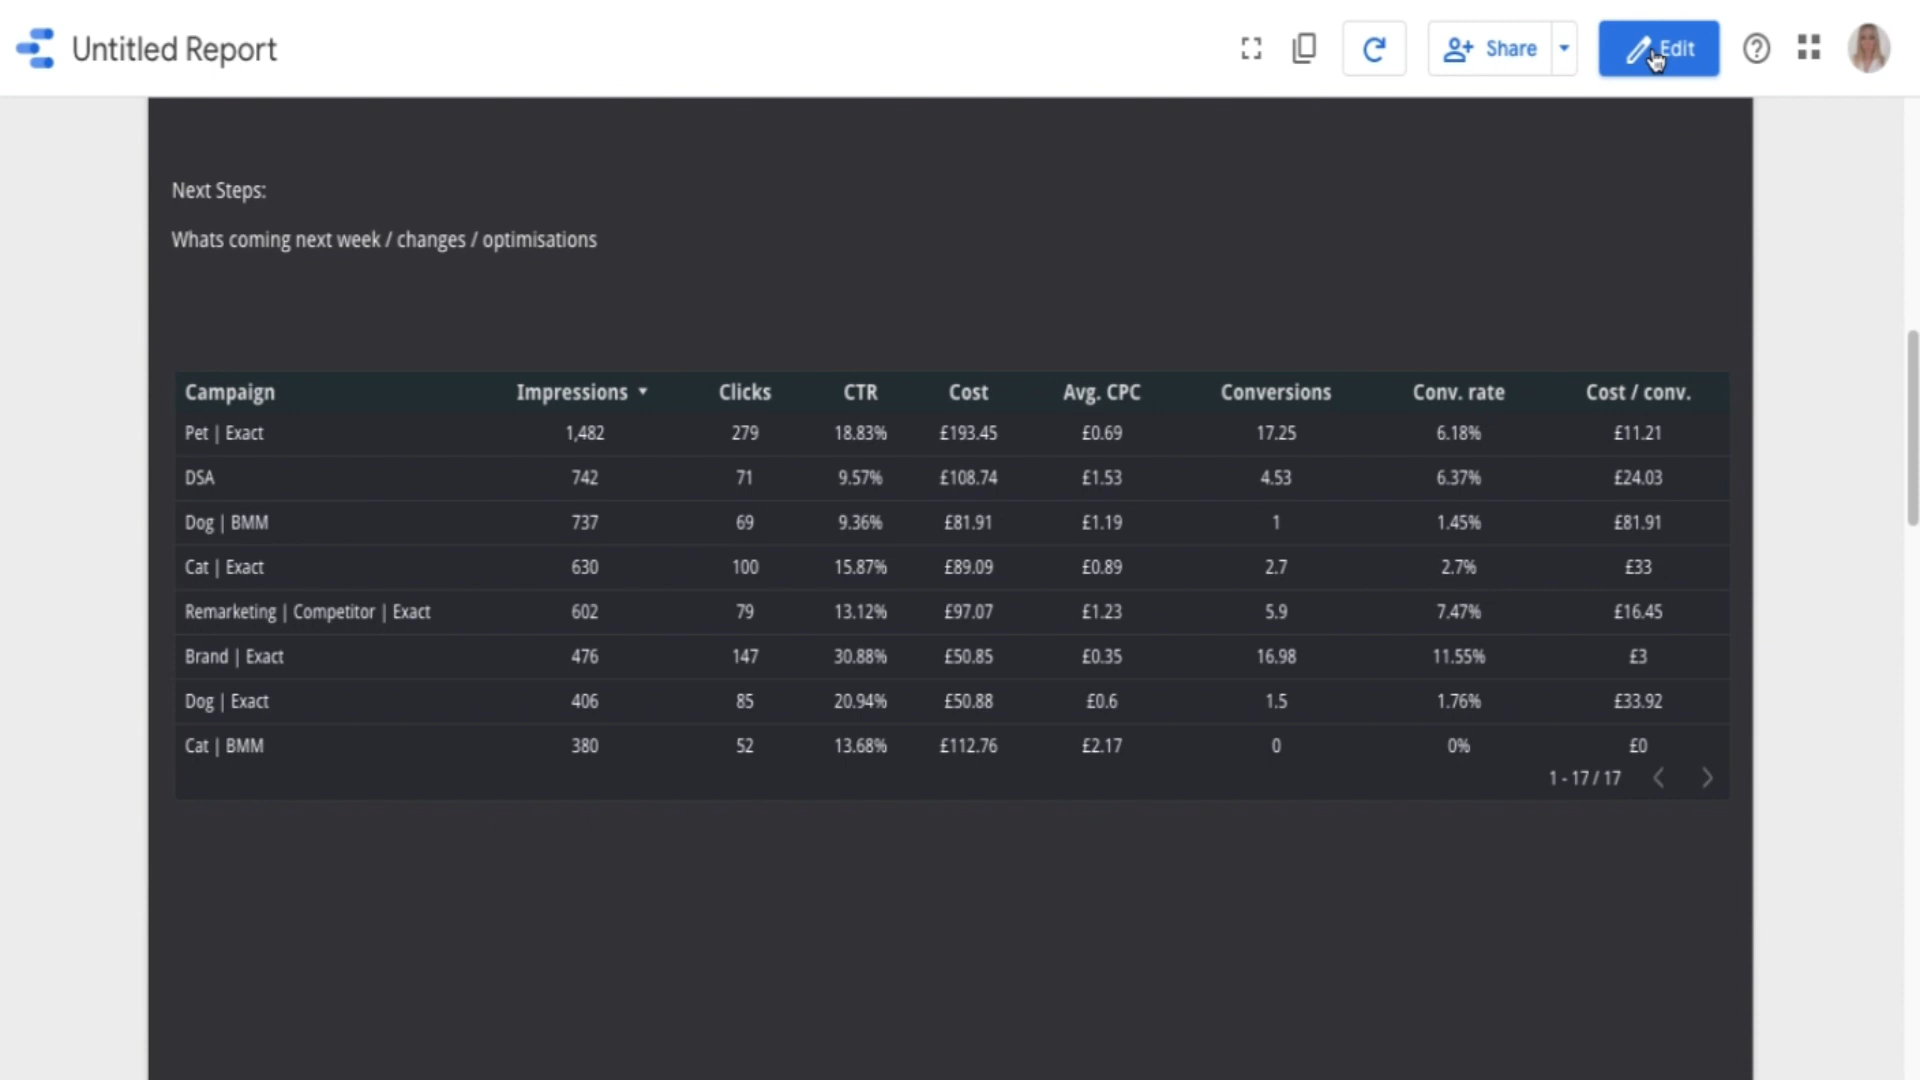 Untitled Report
Share
Edit
Next Steps:
Whats coming next week / changes / optimisations
Campaign Impressions Clicks CTR Cost Avg. CPC Conversions Conv. rate Cost / conv.
Pet | Exact 1,482 279 18.83% £193.45 £0.69 17.25 6.18% £11.21
DSA 742 71 9.57% £108.74 £1.53 4.53 6.37% £24.03
Dog | BMM 737 69 9.36% £81.91 £1.19 1 1.45% £81.91
Cat | Exact 630 100 15.87% £89.09 £0.89 2.7 2.7% £33
Remarketing | Competitor | Exact 602 79 13.12% £97.07 £1.23 5.9 7.47% £16.45
Brand | Exact 476 147 30.88% £50.85 £0.35 16.98 11.55% £3
Dog | Exact 406 85 20.94% £50.88 £0.6 1.5 1.76% £33.92
Cat | BMM 380 52 13.68% £112.76 £2.17 0 0% £0
1 - 17 / 17